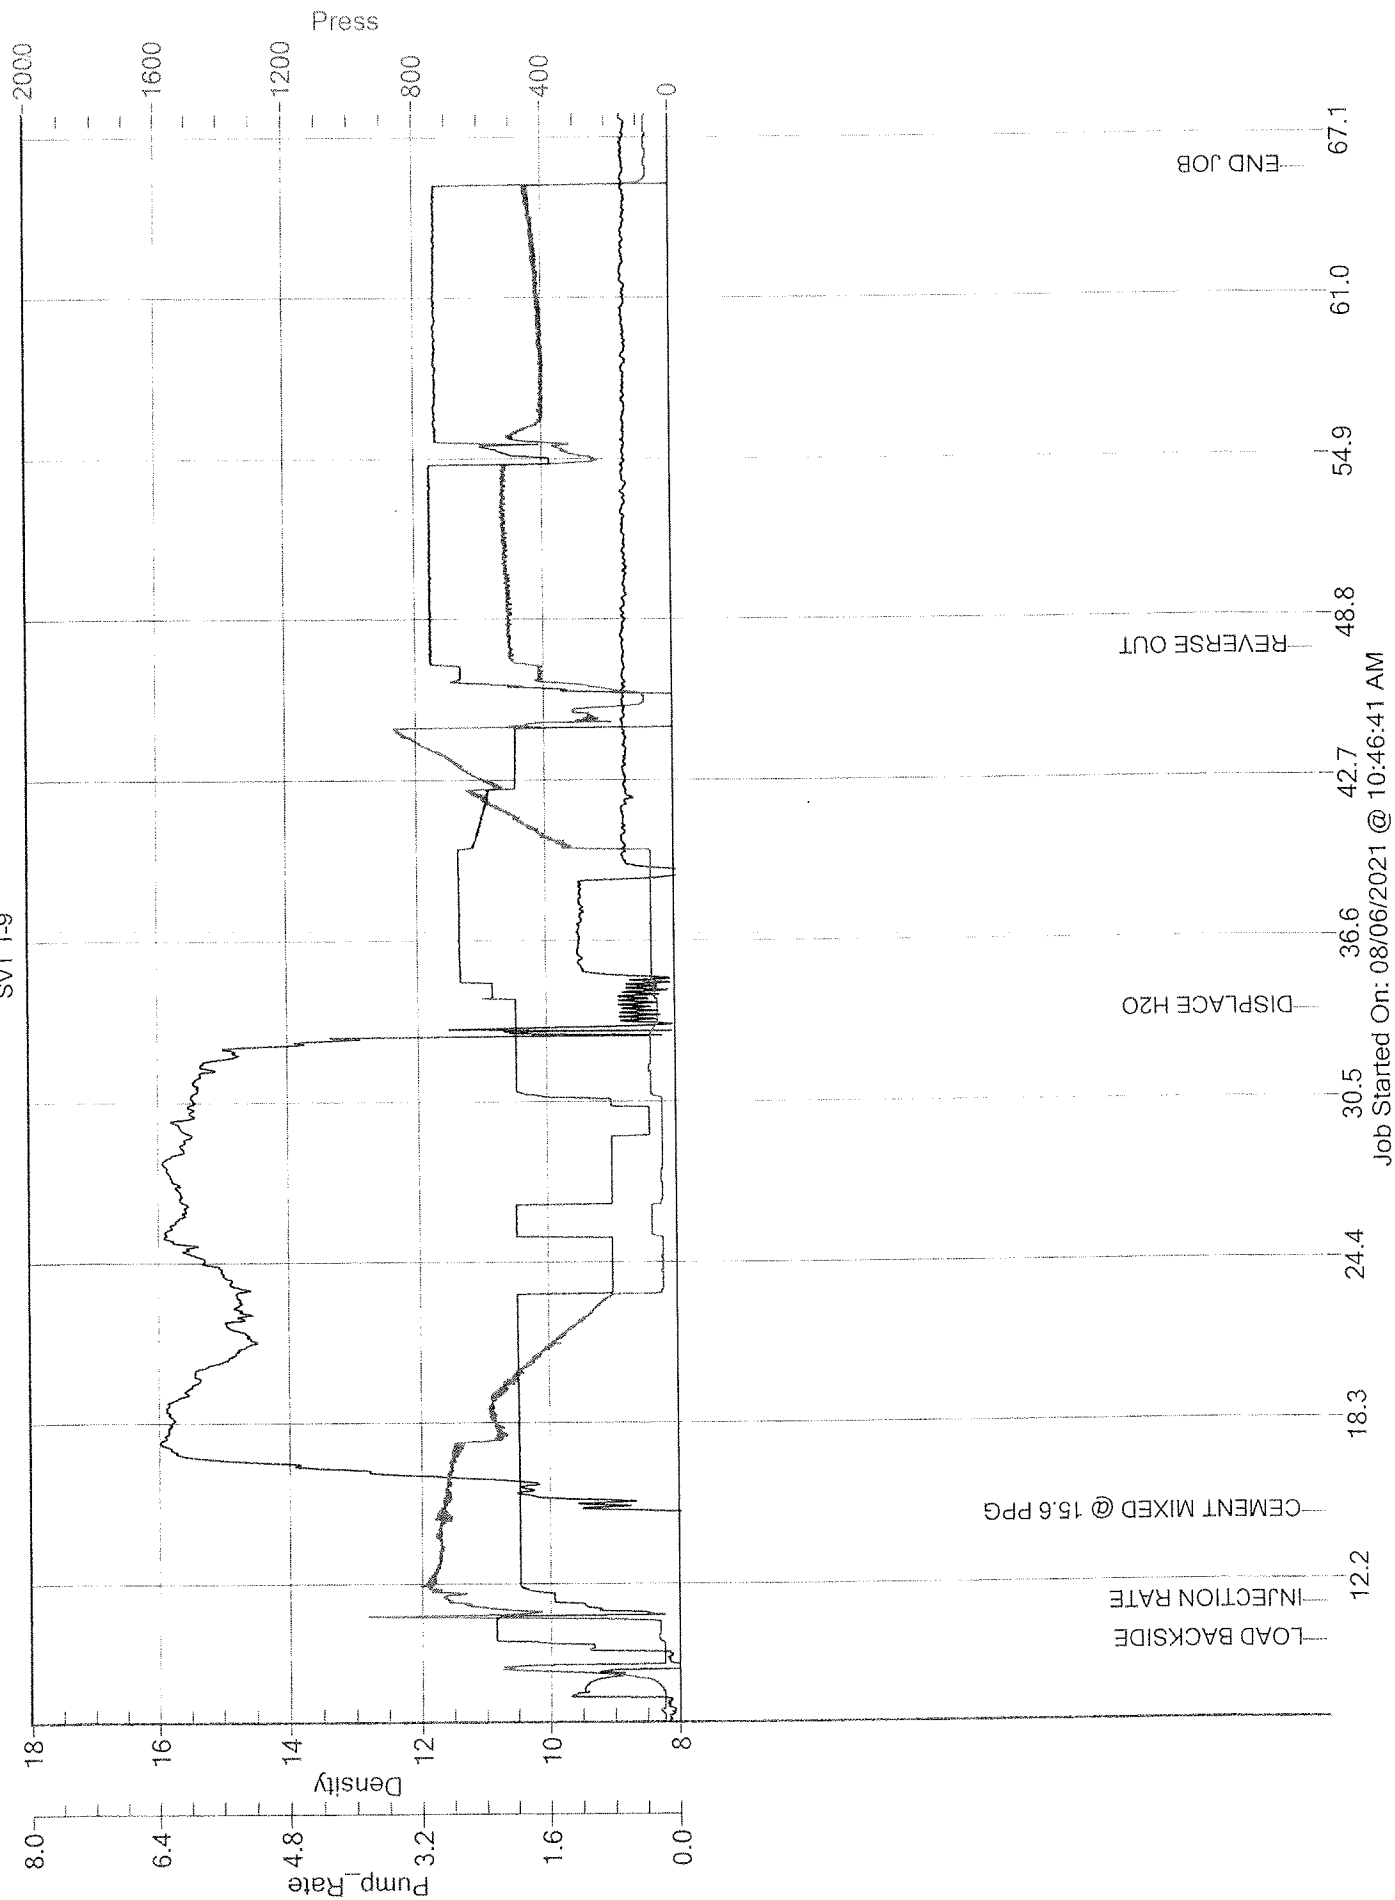 SVT 1-9
Press
2000
1600
1200
800
400
0
18
16
14
12
10
8
Density
8.0
6.4
4.8
3.2
1.6
0.0
Pump_Rate
12.2
18.3
24.4
30.5
36.6
42.7
48.8
54.9
61.0
67.1
LOAD BACKSIDE
INJECTION RATE
CEMENT MIXED @ 15.6 PPG
DISPLACE H2O
REVERSE OUT
END JOB
Job Started On: 08/06/2021 @ 10:46:41 AM